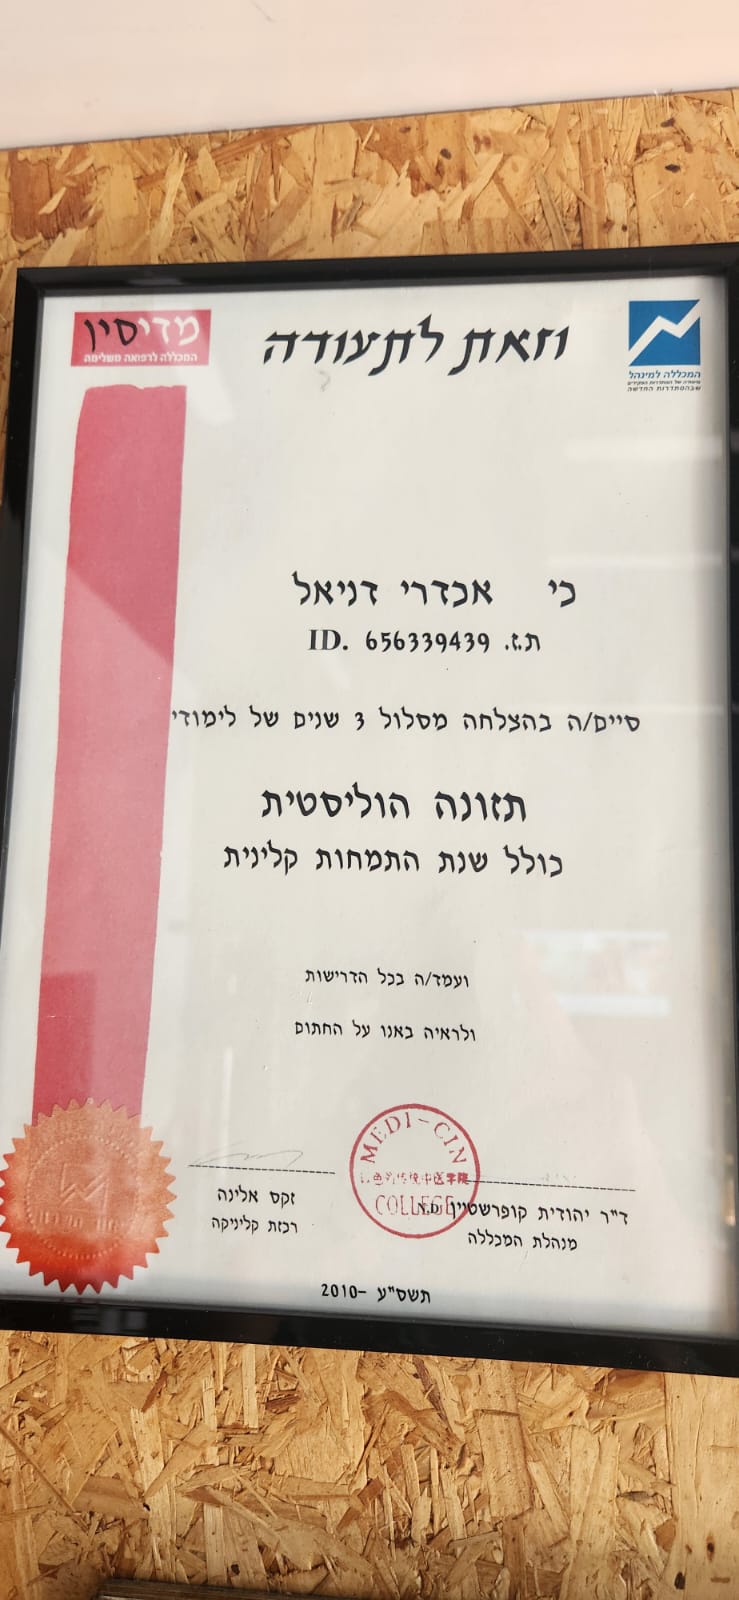 מדיסין
המכללה לרפואה משלימה
וזאת לתעודה
המכללה למינהל
שבהסתדרות החדשה
כי אכדרי דניאל
ת.ז. ID. 656339439
סיים/ה בהצלחה מסלול 3 שנים של לימודי
תזונה הוליסטית
כולל שנת התמחות קלינית
ועמד/ה בכל הדרישות
ולראיה באנו על החתום
MEDI-CIN
COLLEGE
זקס אלינה
רכזת קליניקה
ד"ר יהודית קופרשטיין N.D
מנהלת המכללה
תשס"ע -2010